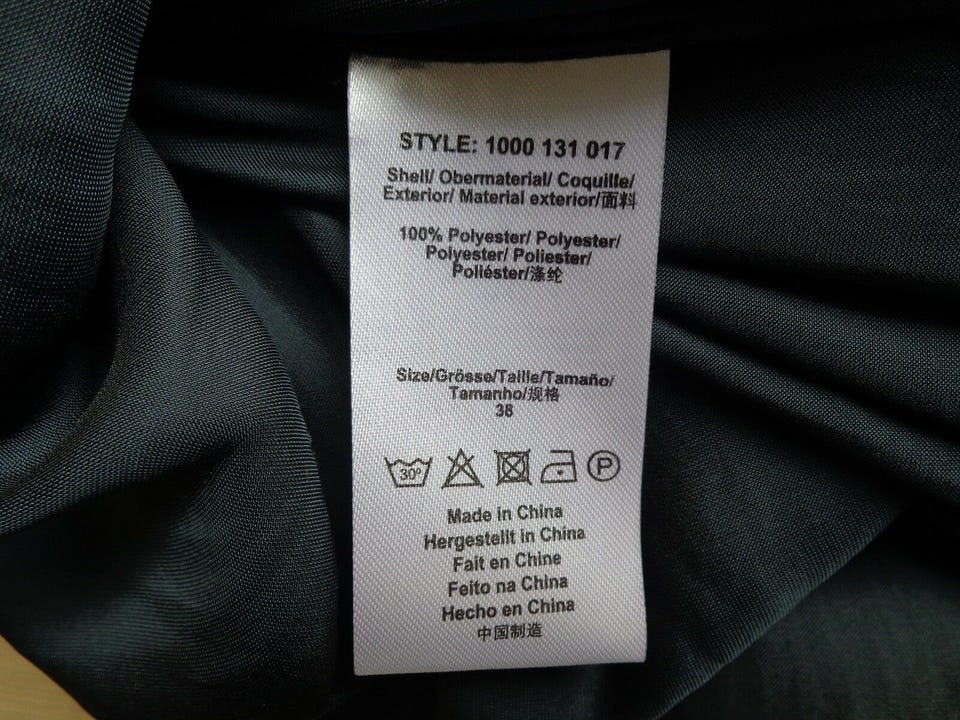 STYLE: 1000 131 017
Shell/ Obermaterial/ Coquille/
Exterior/ Material exterior/面料
100% Polyester/ Polyester/
Polyester/ Poliester/
Poliéster/涤纶
Size/Grösse/Taille/Tamaño/
Tamanho/规格
38
30° P
Made in China
Hergestellt in China
Fait en Chine
Feito na China
Hecho en China
中国制造